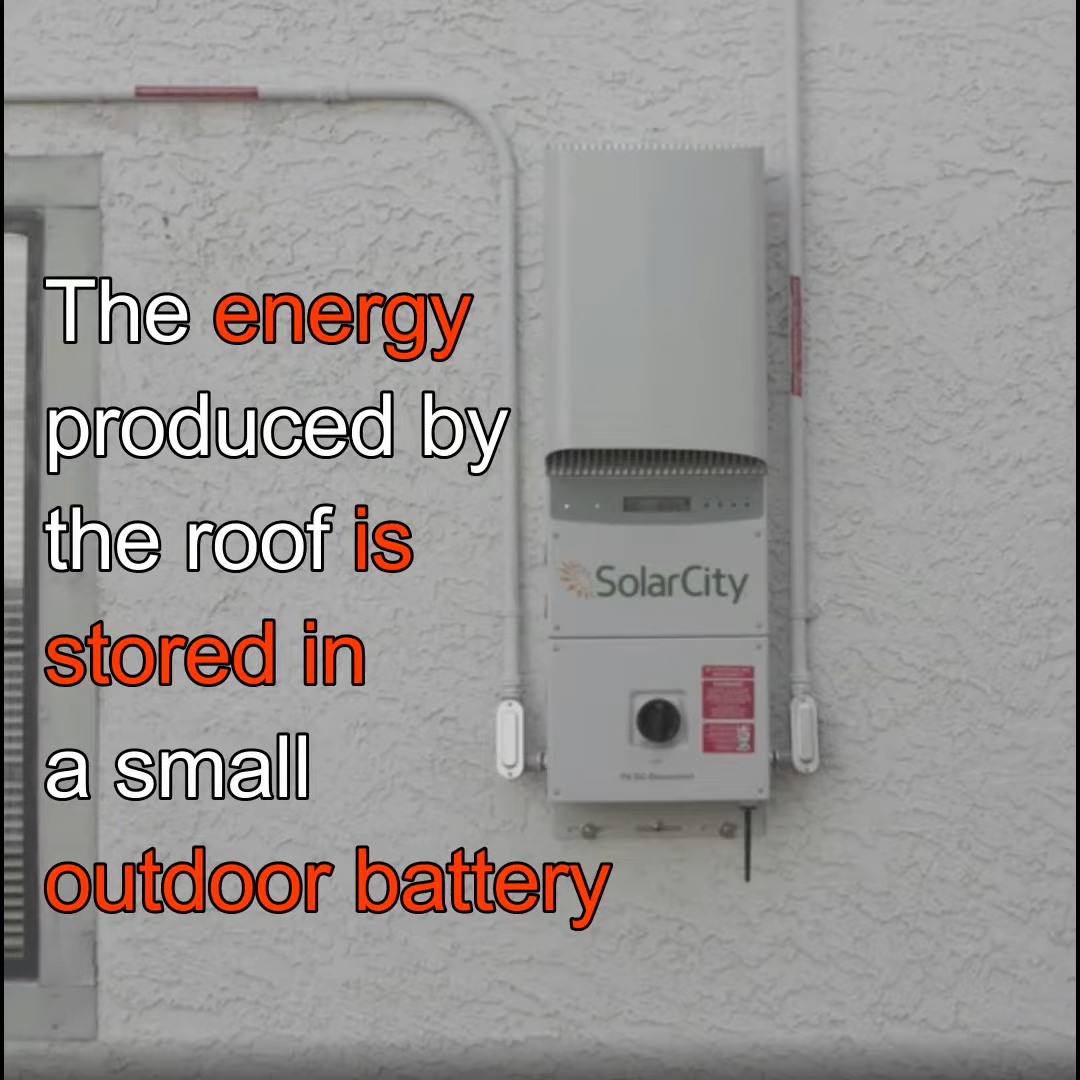 The energy
produced by
the roof is
stored in
a small
outdoor battery
SolarCity